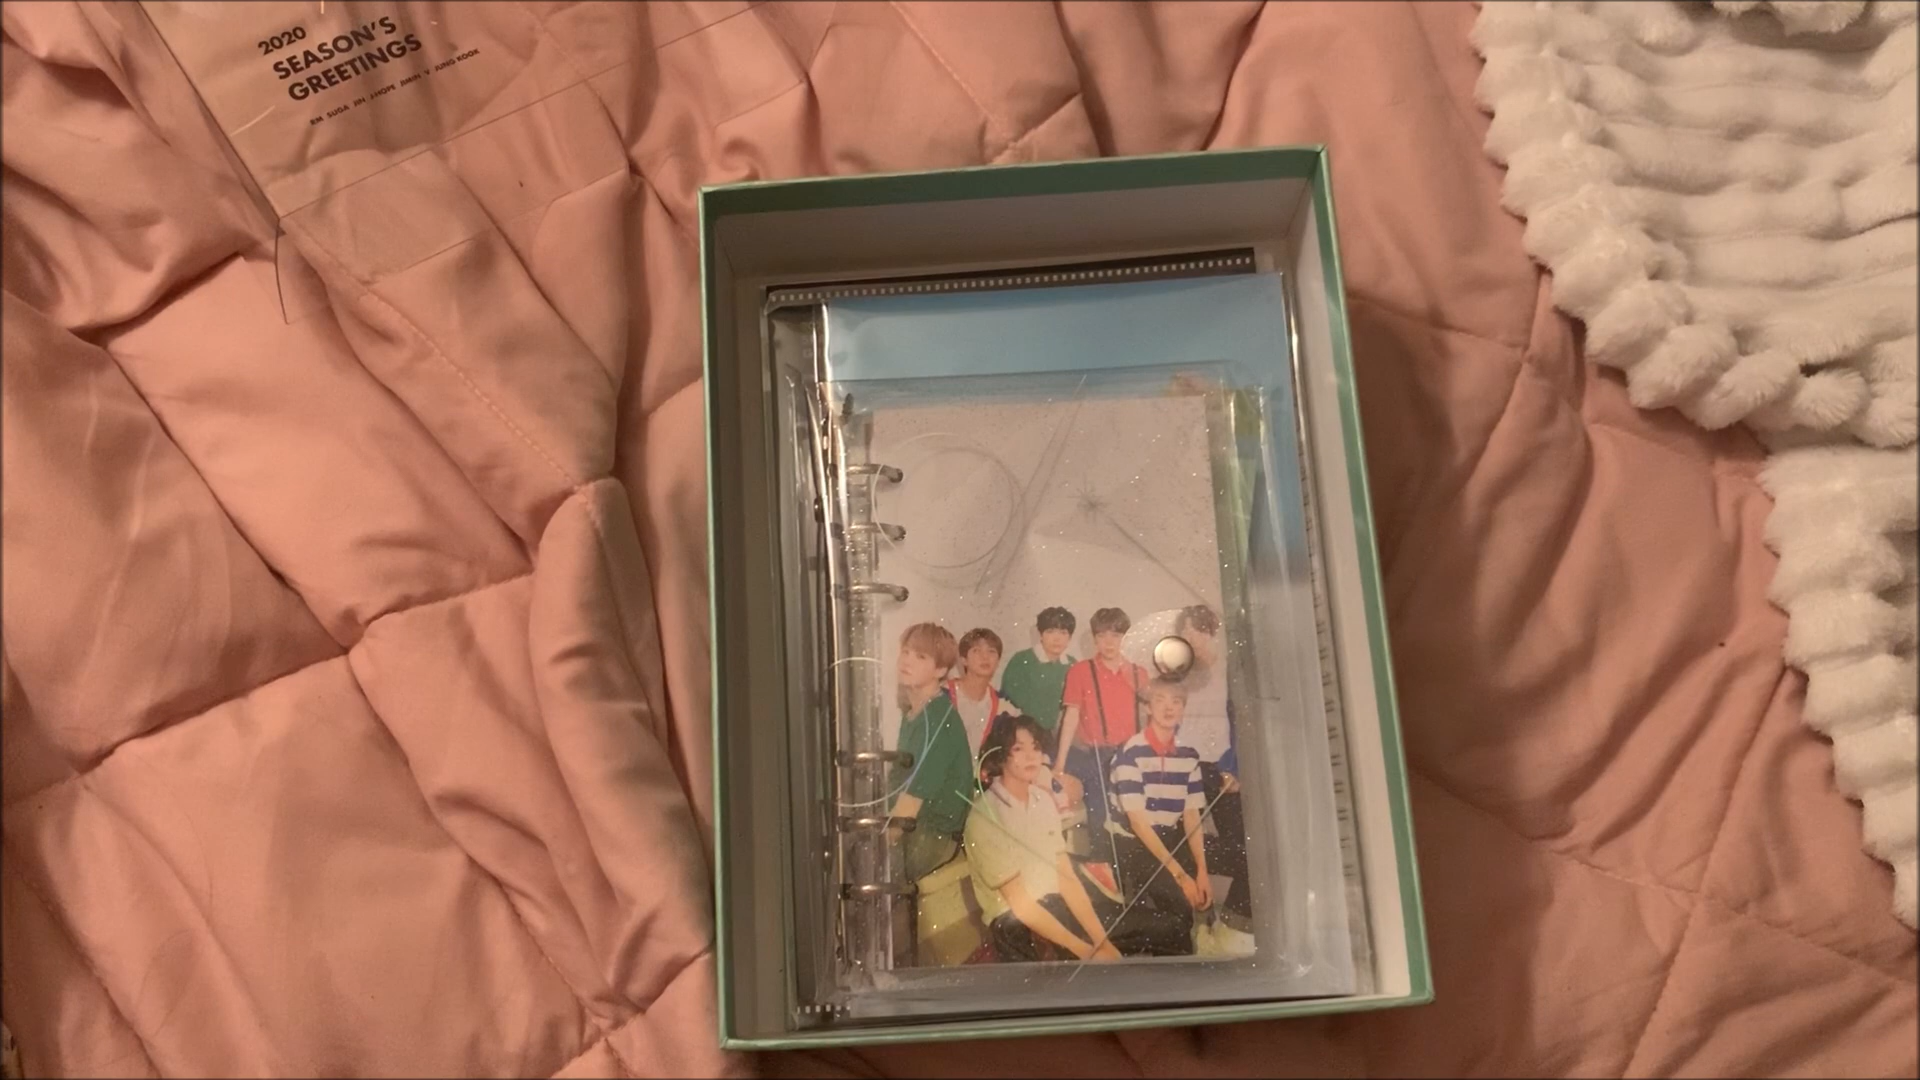 2020
SEASON'S
GREETINGS
RM SUGA JIN J-HOPE JIMIN V JUNG KOOK